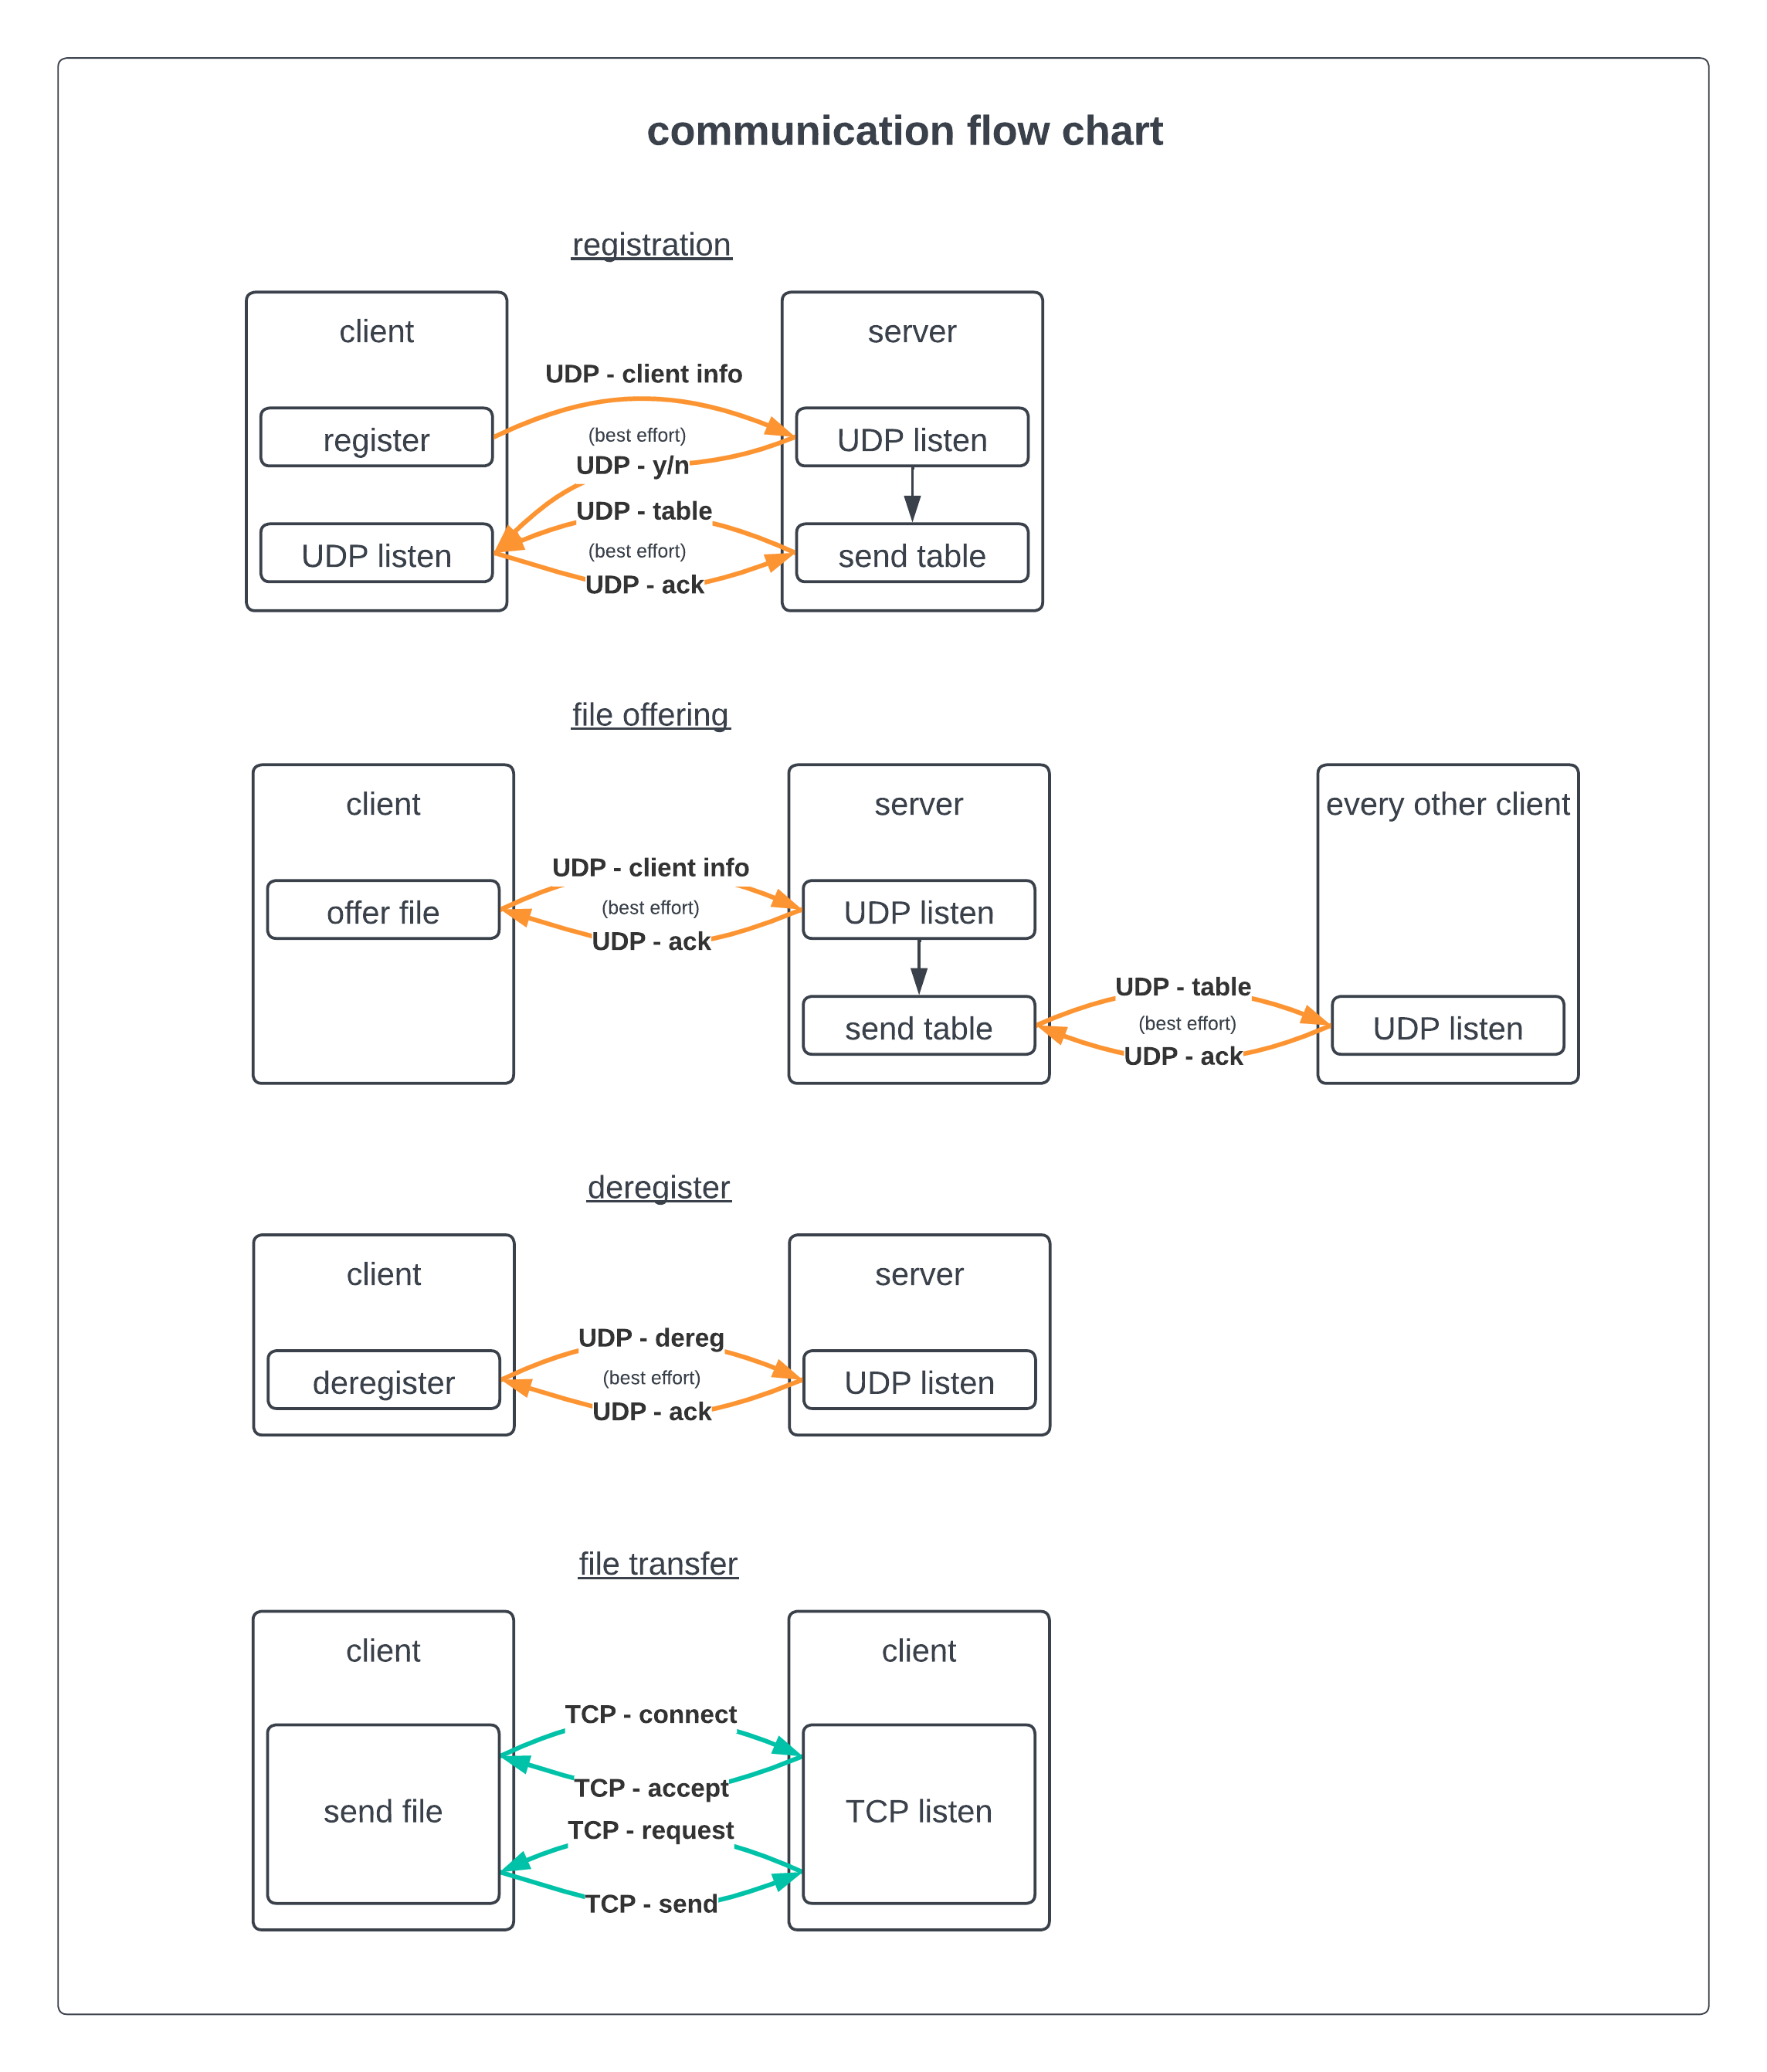 communication flow chart
registration
client
server
UDP - client info
register
(best effort)
UDP listen
UDP - y/n
UDP - table
UDP listen
(best effort)
send table
UDP - ack
file offering
client
server
every other client
UDP - client info
offer file
(best effort)
UDP listen
UDP - ack
UDP - table
send table
(best effort)
UDP listen
UDP - ack
deregister
client
server
UDP - dereg
deregister
(best effort)
UDP listen
UDP - ack
file transfer
client
client
TCP - connect
TCP - accept
send file
TCP listen
TCP - request
TCP - send